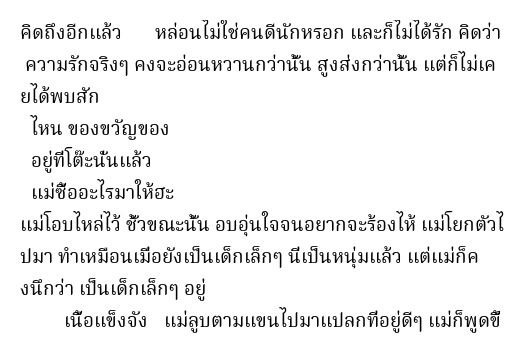 คิดถึงอีกแล้ว หล่อนไม่ใช่คนดีนักหรอก และก็ไม่ได้รัก คิดว่า
ความรักจริงๆ คงจะอ่อนหวานกว่านั้น สูงส่งกว่านั้น แต่ก็ไม่เค
ยได้พบสัก
ไหน ของขวัญของ
อยู่ที่โต๊ะนั่นแล้ว
แม่ซื้ออะไรมาให้ฮะ
แม่โอบไหล่ไว้ ชั่วขณะนั้น อบอุ่นใจจนอยากจะร้องไห้ แม่โยกตัวไ
ปมา ทำเหมือนเมื่อยังเป็นเด็กเล็กๆ นี่เป็นหนุ่มแล้ว แต่แม่ก็ค
งนึกว่า เป็นเด็กเล็กๆ อยู่
เนื้อแข็งจัง แม่ลูบตามแขนไปมาแปลกที่อยู่ดีๆ แม่ก็พูดขึ้